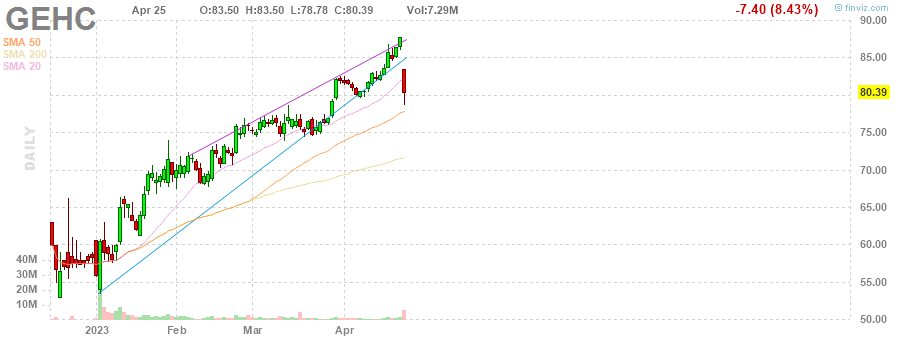 GEHC Apr 25 O:83.50 H:83.50 L:78.78 C:80.39 Vol:7.29M -7.40 (8.43%) © finviz.com
SMA 50
SMA 200
SMA 20
DAILY
90.00
85.00
80.39
75.00
70.00
65.00
60.00
55.00
50.00
40M
30M
20M
10M
2023 Feb Mar Apr